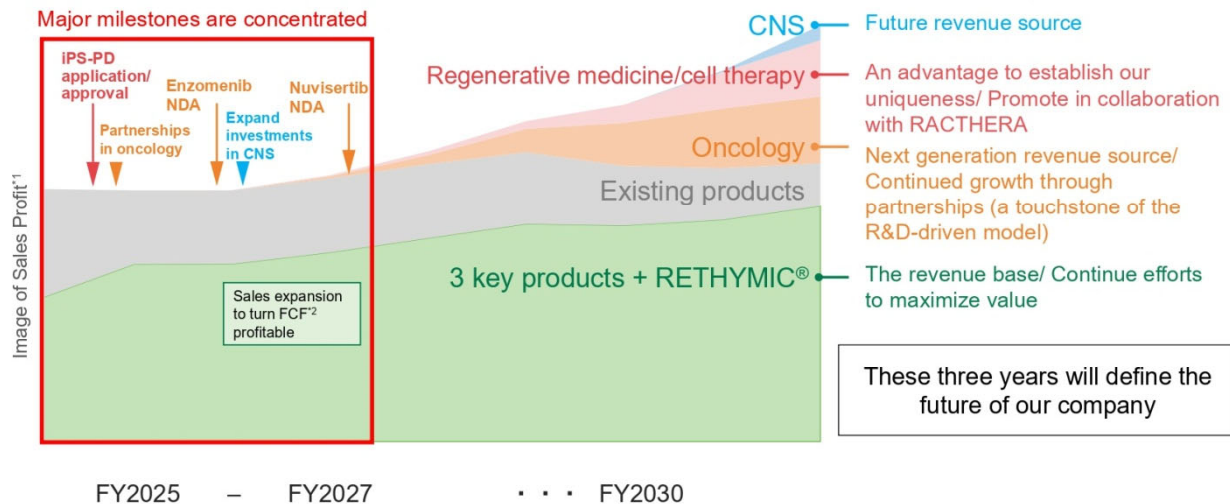 Major milestones are concentrated
iPS-PD
application/
approval
Partnerships
in oncology
Enzomenib
NDA
Expand
investments
in CNS
Nuvisertib
NDA
CNS
Future revenue source
Regenerative medicine/cell therapy
An advantage to establish our
uniqueness/ Promote in collaboration
with RACTHERA
Oncology
Next generation revenue source/
Continued growth through
partnerships (a touchstone of the
R&D-driven model)
Existing products
3 key products + RETHYMIC®
The revenue base/ Continue efforts
to maximize value
Sales expansion
to turn FCF*2
profitable
Image of Sales Profit*1
These three years will define the
future of our company
FY2025 – FY2027 · · · FY2030